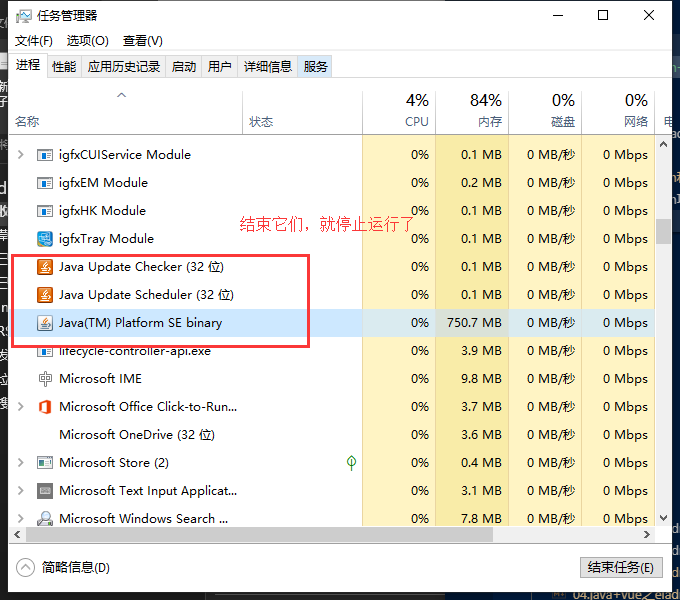 任务管理器
文件(F) 选项(O) 查看(V)
进程 性能 应用历史记录 启动 用户 详细信息 服务
4% 84% 0% 0%
名称 状态 CPU 内存 磁盘 网络
igfxCUIService Module 0% 0.1 MB 0 MB/秒 0 Mbps
igfxEM Module 0% 0.2 MB 0 MB/秒 0 Mbps
igfxHK Module 0% 0.1 MB 0 MB/秒 0 Mbps
结束它们，就停止运行了
igfxTray Module 0% 0.1 MB 0 MB/秒 0 Mbps
Java Update Checker (32 位) 0% 0.1 MB 0 MB/秒 0 Mbps
Java Update Scheduler (32 位) 0% 0.1 MB 0 MB/秒 0 Mbps
Java(TM) Platform SE binary 0% 750.7 MB 0 MB/秒 0 Mbps
lifecycle-controller-api.exe 0% 3.9 MB 0 MB/秒 0 Mbps
Microsoft IME 0% 9.8 MB 0 MB/秒 0 Mbps
Microsoft Office Click-to-Run... 0% 3.7 MB 0 MB/秒 0 Mbps
Microsoft OneDrive (32 位) 0% 3.6 MB 0 MB/秒 0 Mbps
Microsoft Store (2) 0% 0.4 MB 0 MB/秒 0 Mbps
Microsoft Text Input Applicat... 0% 3.1 MB 0 MB/秒 0 Mbps
Microsoft Windows Search ... 0% 7.8 MB 0 MB/秒 0 Mbps
简略信息(D) 结束任务(E)